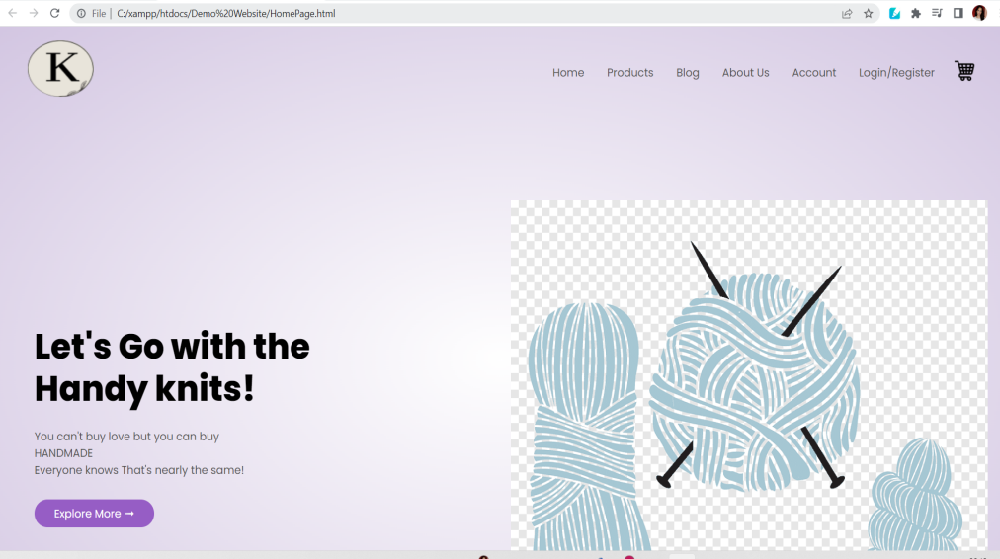 File | C:/xampp/htdocs/Demo%20Website/HomePage.html
K
Home Products Blog About Us Account Login/Register
Let's Go with the
Handy knits!
You can't buy love but you can buy
HANDMADE
Everyone knows That's nearly the same!
Explore More →